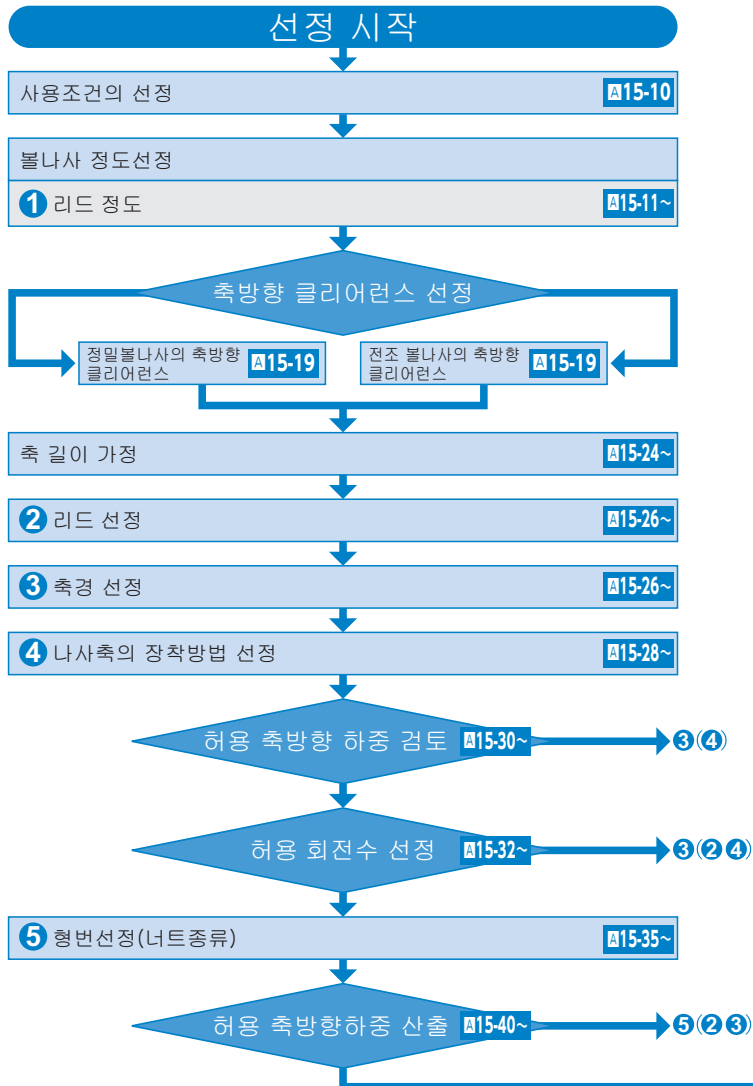 선정 시작
사용조건의 선정 A15-10
볼나사 정도선정
1 리드 정도 A15-11~
축방향 클리어런스 선정
정밀볼나사의 축방향
클리어런스 A15-19
전조 볼나사의 축방향
클리어런스 A15-19
축 길이 가정 A15-24~
2 리드 선정 A15-26~
3 축경 선정 A15-26~
4 나사축의 장착방법 선정 A15-28~
허용 축방향 하중 검토 A15-30~ 3(4)
허용 회전수 선정 A15-32~ 3(2 4)
5 형번선정(너트종류) A15-35~
허용 축방향하중 산출 A15-40~ 5(2 3)